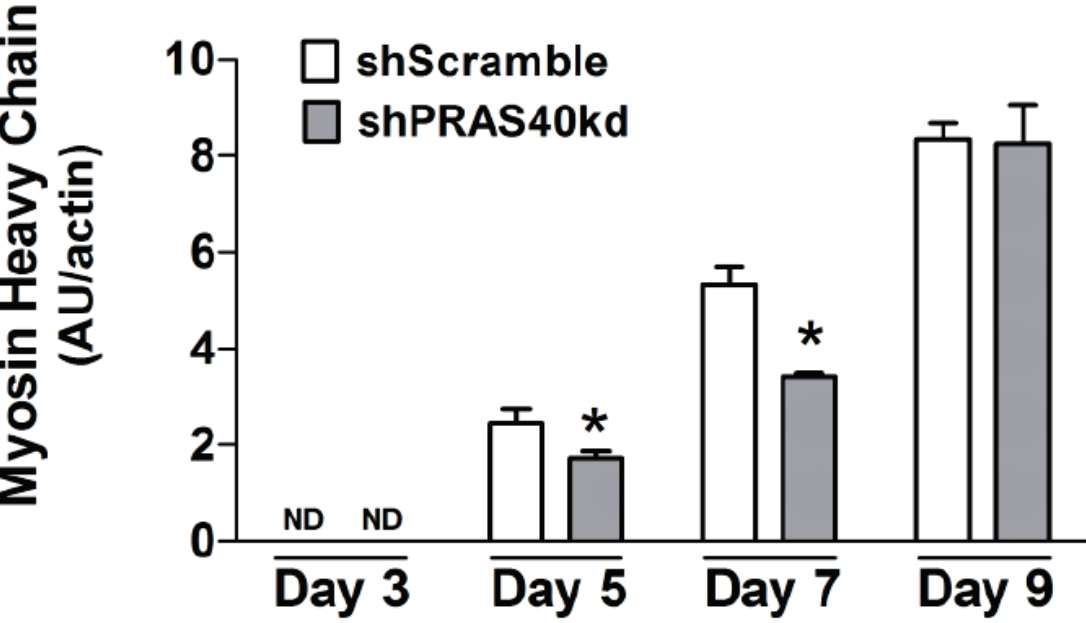 Myosin Heavy Chain
(AU/actin)
10
8
6
4
2
0
shScramble
shPRAS40kd
ND ND
*
*
Day 3 Day 5 Day 7 Day 9